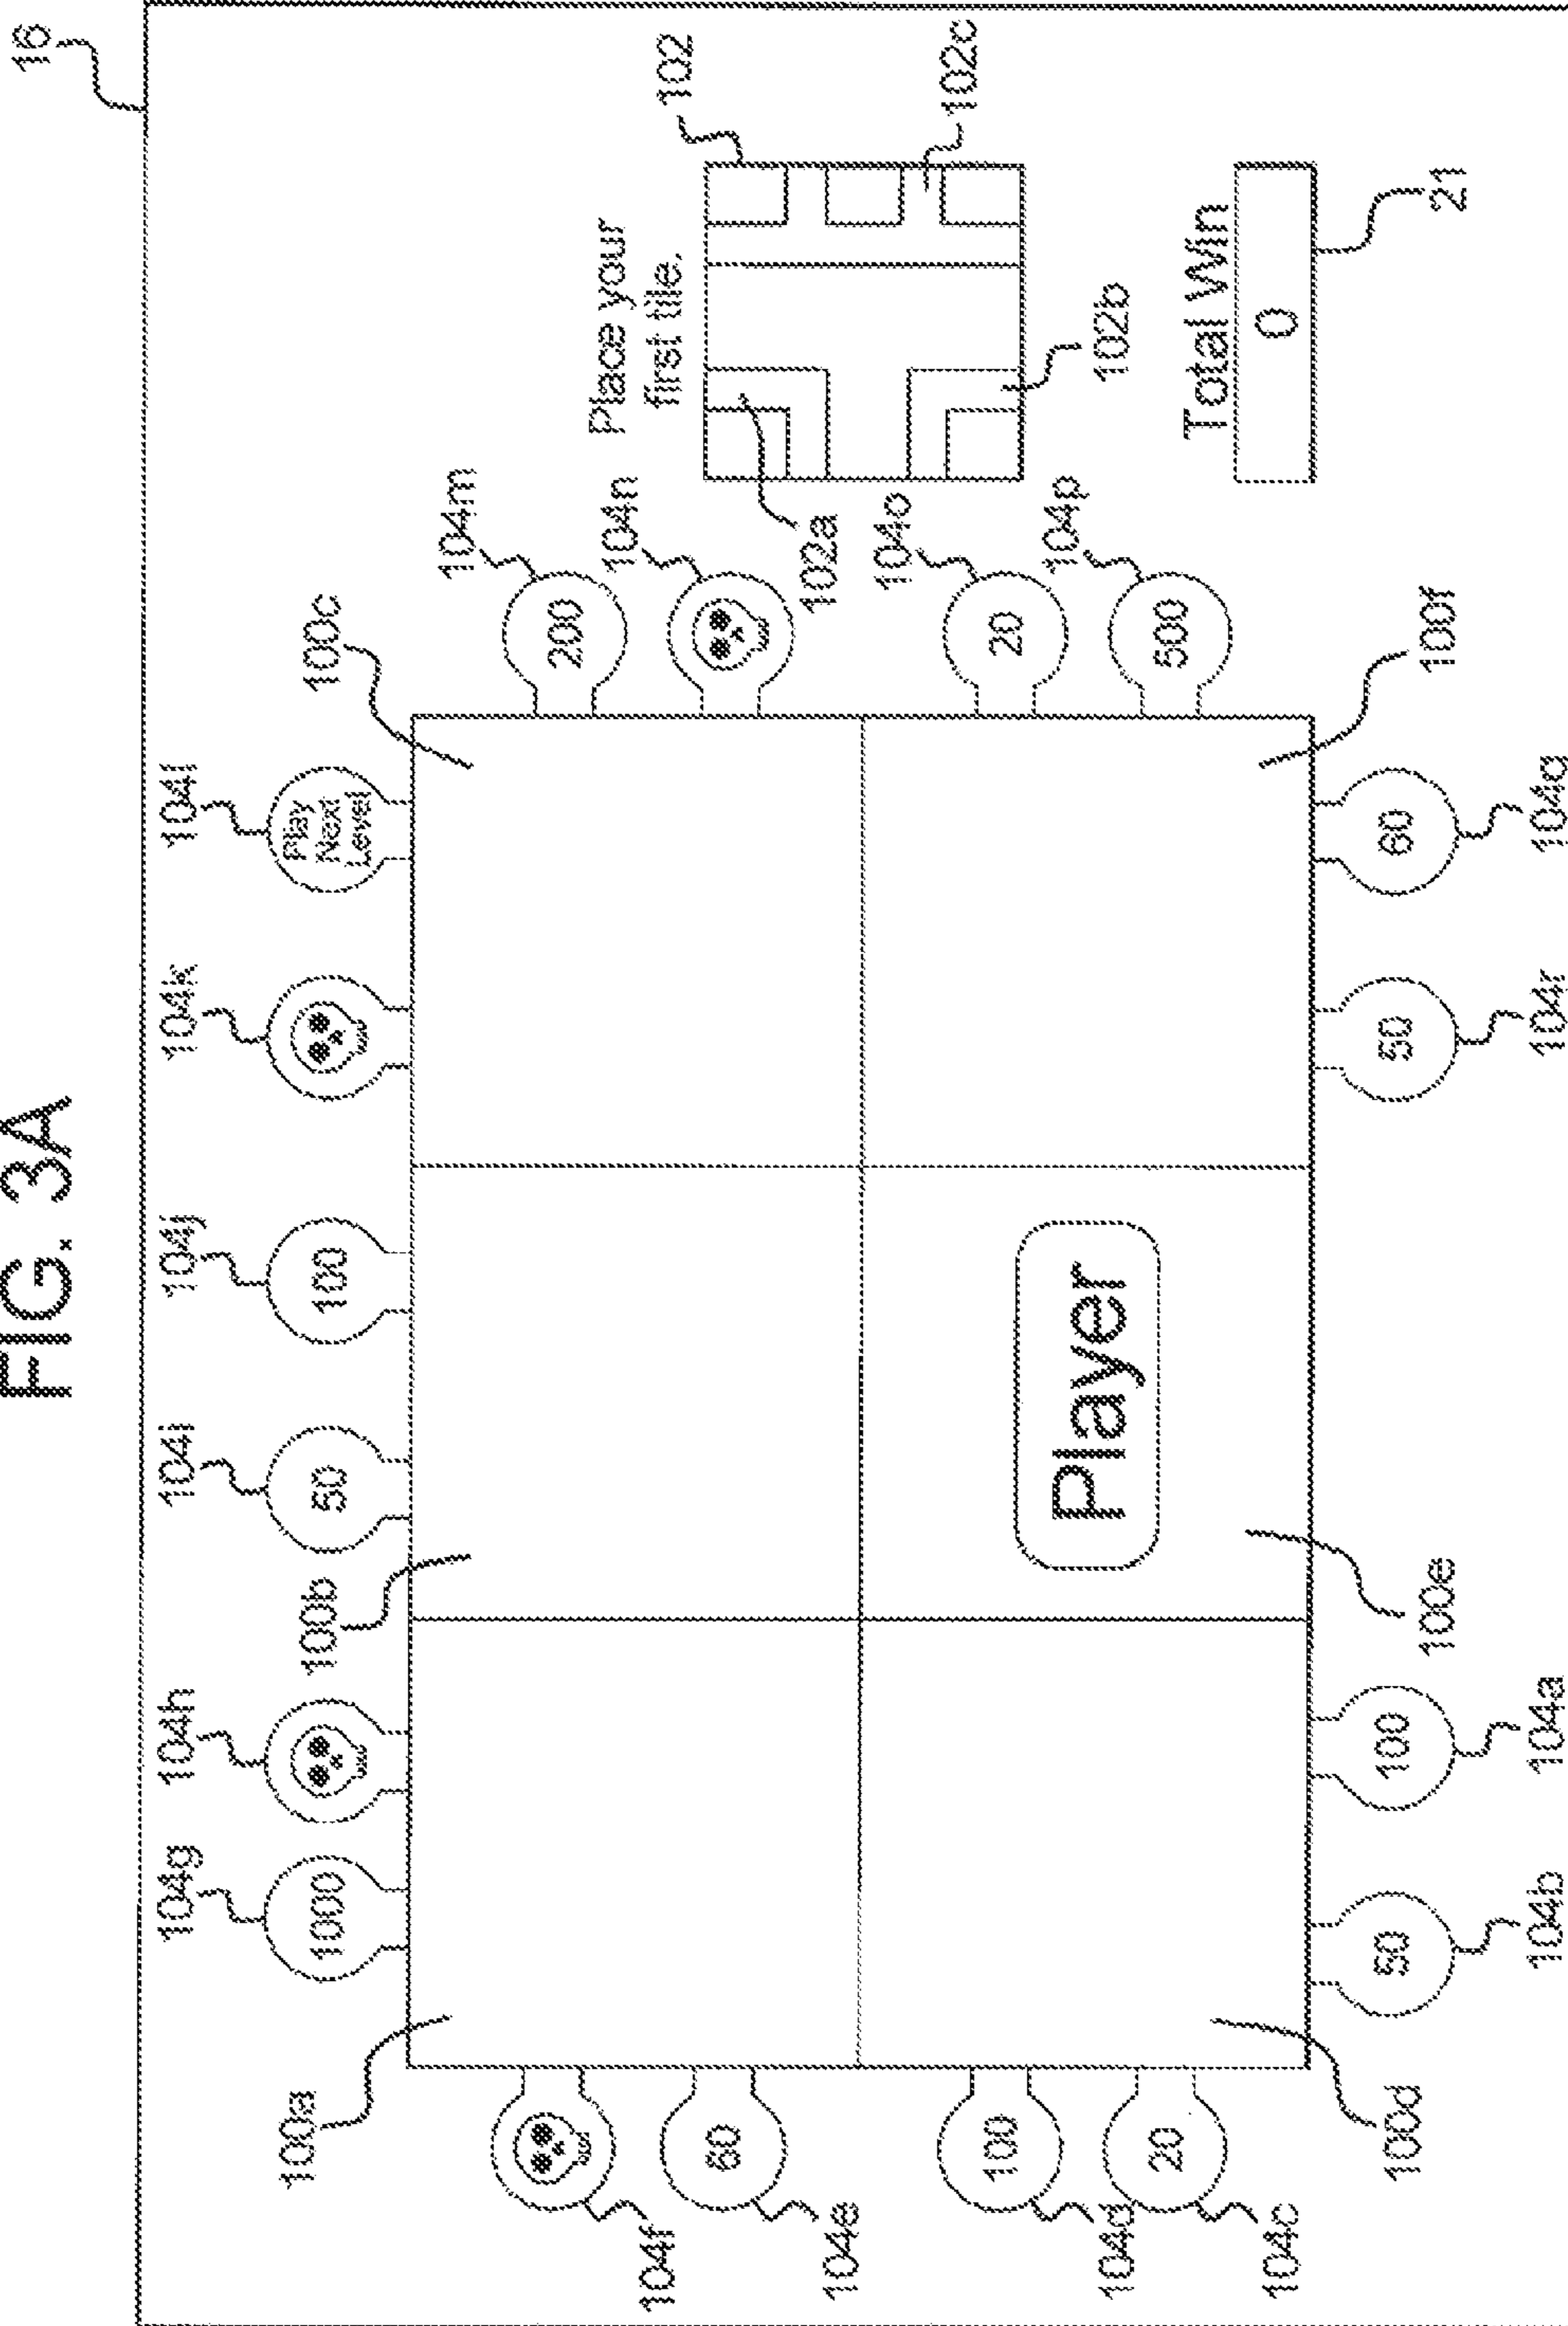 FIG. 3A
16
104g 104h 104i 104j 104k 104l
1000 50 100 Play
Next
Level
100a 100b 100c
104m
200
104f
Place your
first tile.
102
104n
60
104e
102a
102c
104o
100
20
104d
104p
102b
Player
20
500
104c
Total Win
0
100d 100e 100f 21
50 100 50 60
104b 104a 104r 104q